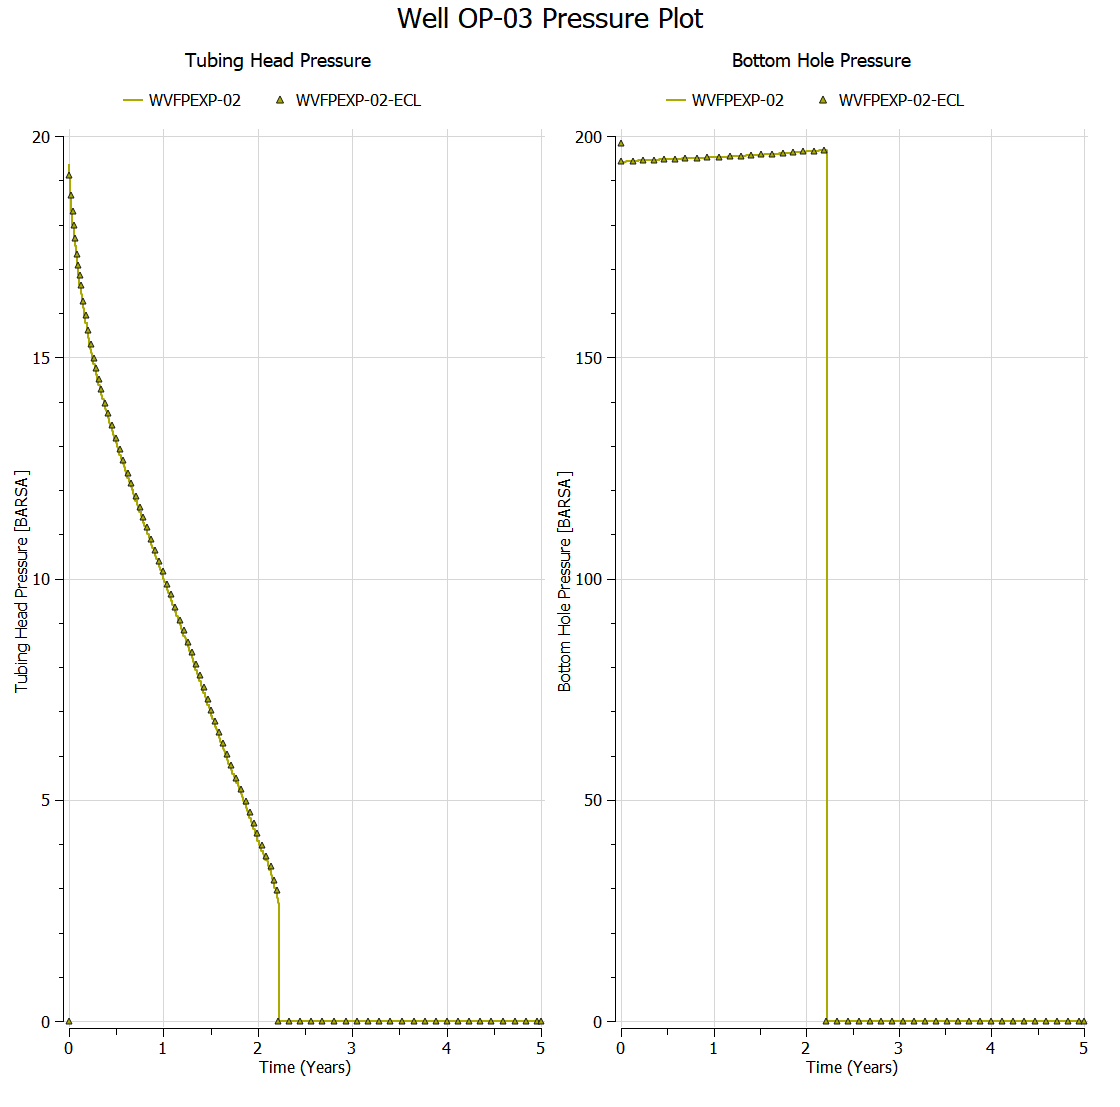 Well OP-03 Pressure Plot
Tubing Head Pressure
WVFPEXP-02
WVFPEXP-02-ECL
Tubing Head Pressure [BARSA]
20
15
10
5
0
0 1 2 3 4 5
Time (Years)
Bottom Hole Pressure
WVFPEXP-02
WVFPEXP-02-ECL
Bottom Hole Pressure [BARSA]
200
150
100
50
0
0 1 2 3 4 5
Time (Years)